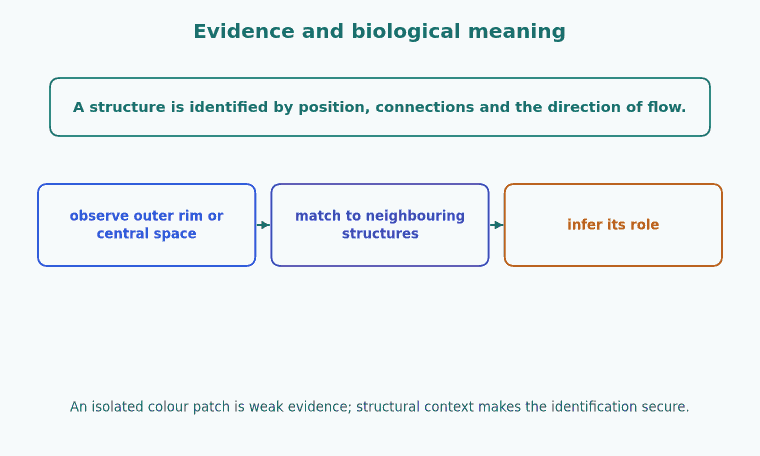 Evidence and biological meaning
A structure is identified by position, connections and the direction of flow.
observe outer rim or
central space
match to neighbouring
structures
infer its role
An isolated colour patch is weak evidence; structural context makes the identification secure.